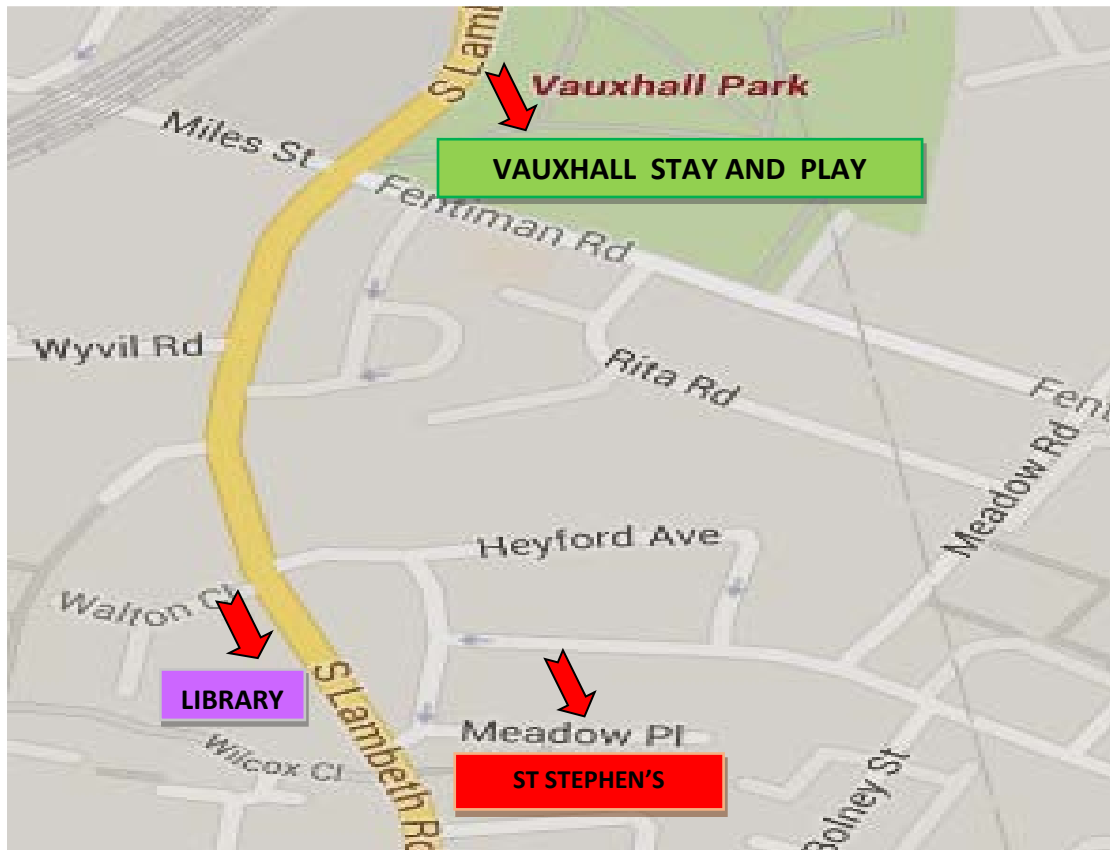 S Lamb
Vauxhall Park
Miles St
VAUXHALL STAY AND PLAY
Fentiman Rd
Wyvil Rd
Rita Rd
Fent
Meadow Rd
Heyford Ave
Walton Cl
LIBRARY
S Lambeth Rd
Meadow Pl
Wilcox Cl
ST STEPHEN’S
Bolney St